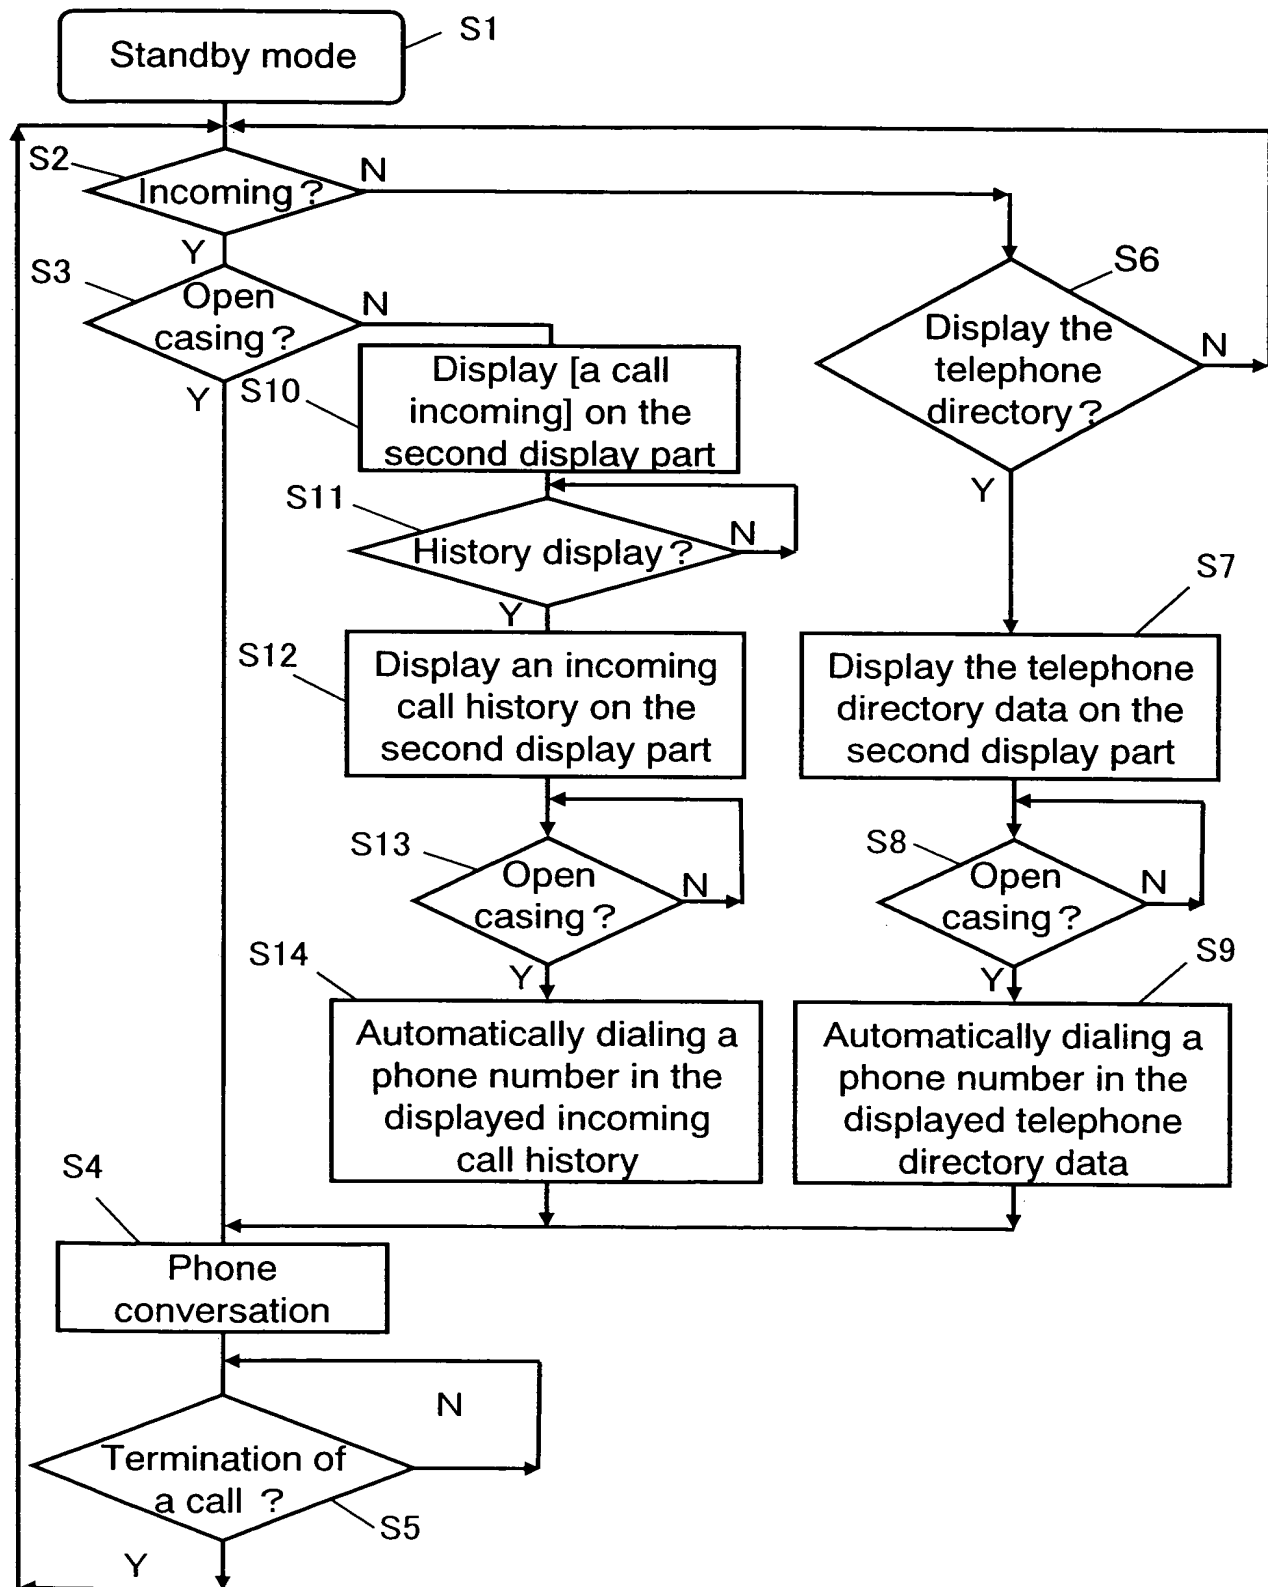 Standby mode
S1
S2
Incoming ?
N
Y
S3
Open
casing ?
N
Y
S6
Display the
telephone
directory ?
N
Y
S10
Display [a call
incoming] on the
second display part
S11
History display ?
N
Y
S7
S12
Display an incoming
call history on the
second display part
Display the telephone
directory data on the
second display part
S13
Open
casing ?
N
Y
S8
Open
casing ?
N
Y
S14
Automatically dialing a
phone number in the
displayed incoming
call history
S9
Automatically dialing a
phone number in the
displayed telephone
directory data
S4
Phone
conversation
N
Termination of
a call ?
S5
Y